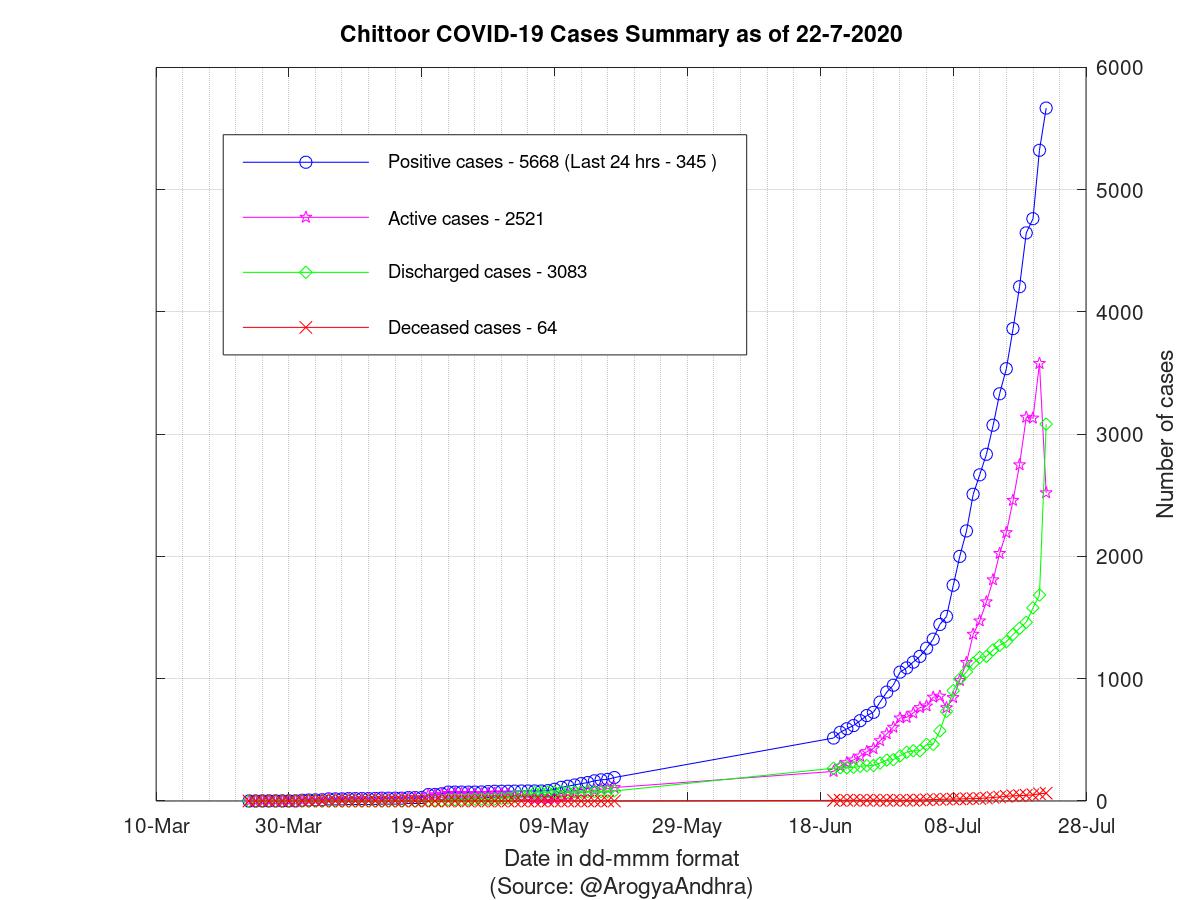 Chittoor COVID-19 Cases Summary as of 22-7-2020
Positive cases - 5668 (Last 24 hrs - 345 )
Active cases - 2521
Discharged cases - 3083
Deceased cases - 64
6000
5000
4000
3000
2000
1000
0
Number of cases
10-Mar 30-Mar 19-Apr 09-May 29-May 18-Jun 08-Jul 28-Jul
Date in dd-mmm format
(Source: @ArogyaAndhra)